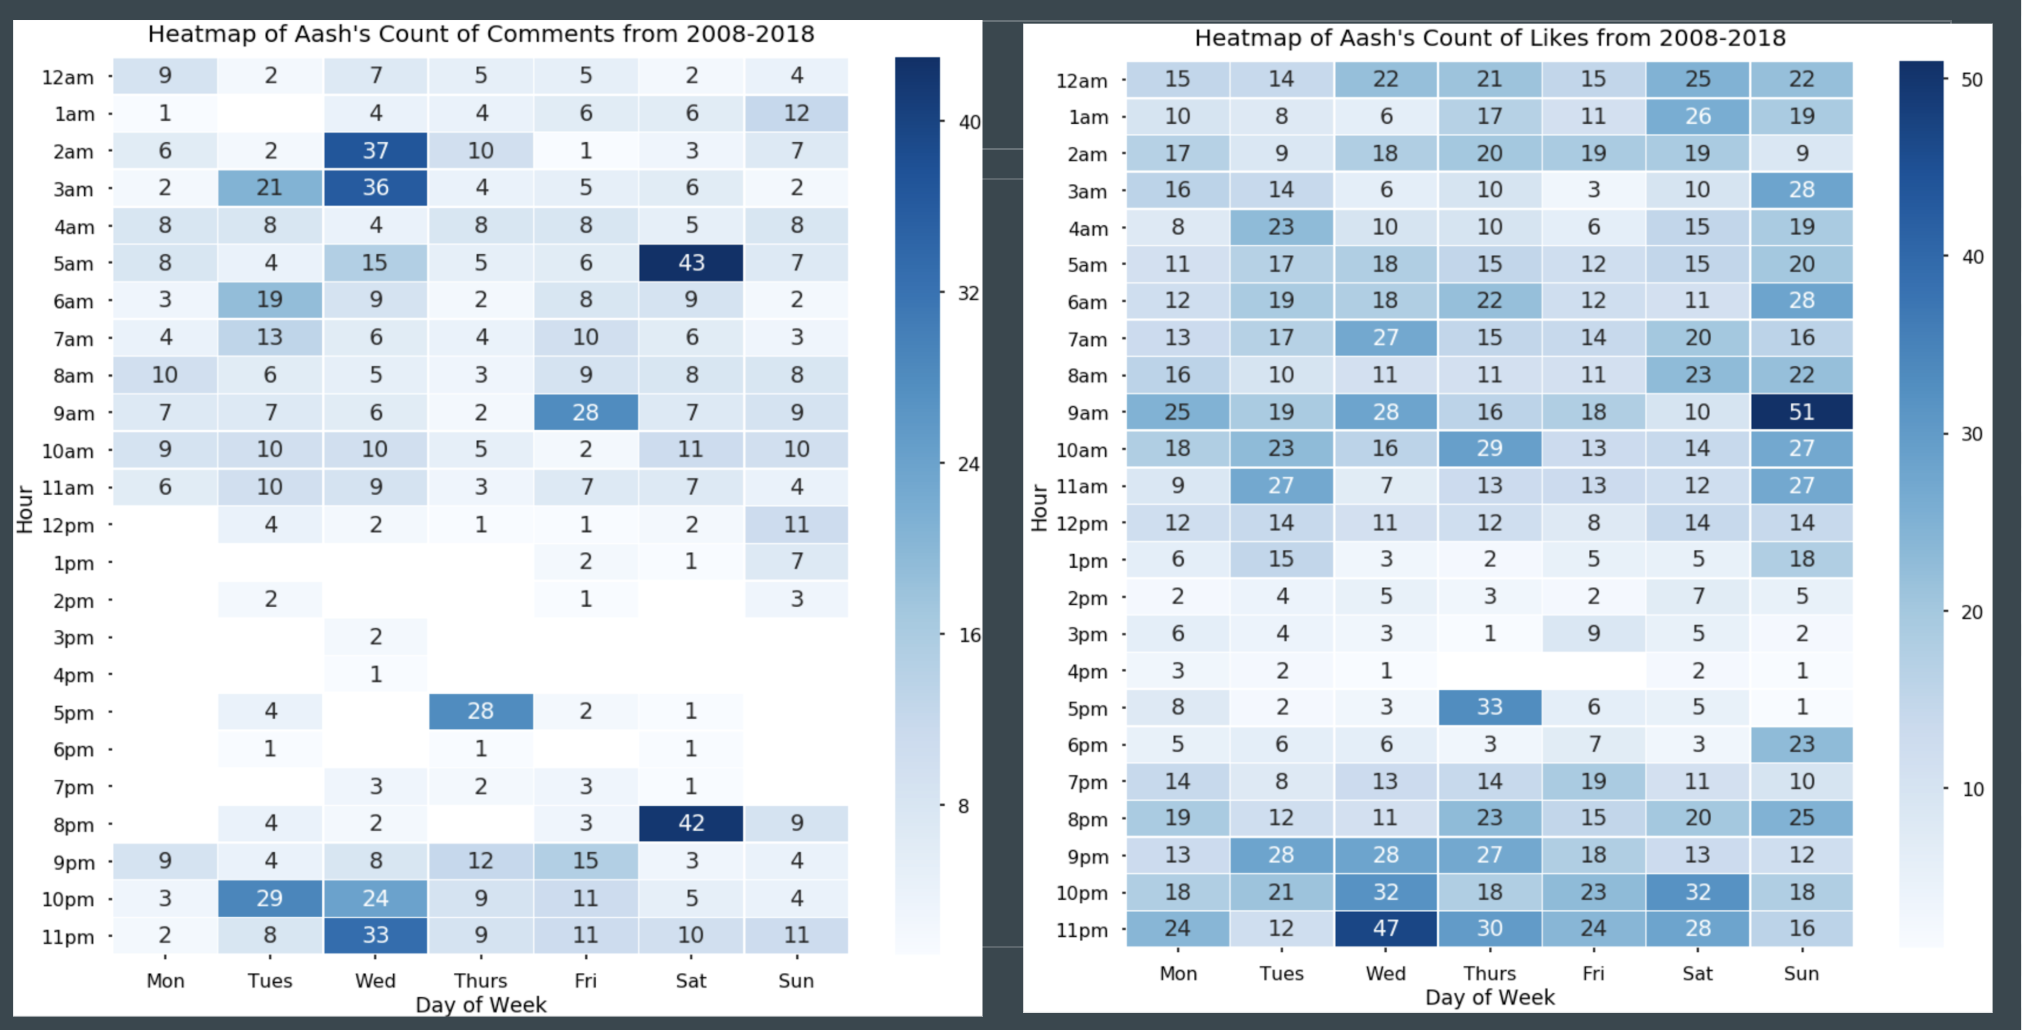 Heatmap of Aash's Count of Comments from 2008-2018
12am 9 2 7 5 5 2 4
1am 1 4 4 6 6 12
2am 6 2 37 10 1 3 7
3am 2 21 36 4 5 6 2
4am 8 8 4 8 8 5 8
5am 8 4 15 5 6 43 7
6am 3 19 9 2 8 9 2
7am 4 13 6 4 10 6 3
8am 10 6 5 3 9 8 8
9am 7 7 6 2 28 7 9
10am 9 10 10 5 2 11 10
11am 6 10 9 3 7 7 4
12pm 4 2 1 1 2 11
1pm 2 1 7
2pm 2 1 3
3pm 2
4pm 1
5pm 4 28 2 1
6pm 1 1 1
7pm 3 2 3 1
8pm 4 2 3 42 9
9pm 9 4 8 12 15 3 4
10pm 3 29 24 9 11 5 4
11pm 2 8 33 9 11 10 11
Mon Tues Wed Thurs Fri Sat Sun
Day of Week
Hour
40
32
24
16
8
Heatmap of Aash's Count of Likes from 2008-2018
12am 15 14 22 21 15 25 22
1am 10 8 6 17 11 26 19
2am 17 9 18 20 19 19 9
3am 16 14 6 10 3 10 28
4am 8 23 10 10 6 15 19
5am 11 17 18 15 12 15 20
6am 12 19 18 22 12 11 28
7am 13 17 27 15 14 20 16
8am 16 10 11 11 11 23 22
9am 25 19 28 16 18 10 51
10am 18 23 16 29 13 14 27
11am 9 27 7 13 13 12 27
12pm 12 14 11 12 8 14 14
1pm 6 15 3 2 5 5 18
2pm 2 4 5 3 2 7 5
3pm 6 4 3 1 9 5 2
4pm 3 2 1 2 1
5pm 8 2 3 33 6 5 1
6pm 5 6 6 3 7 3 23
7pm 14 8 13 14 19 11 10
8pm 19 12 11 23 15 20 25
9pm 13 28 28 27 18 13 12
10pm 18 21 32 18 23 32 18
11pm 24 12 47 30 24 28 16
Mon Tues Wed Thurs Fri Sat Sun
Day of Week
Hour
50
40
30
20
10